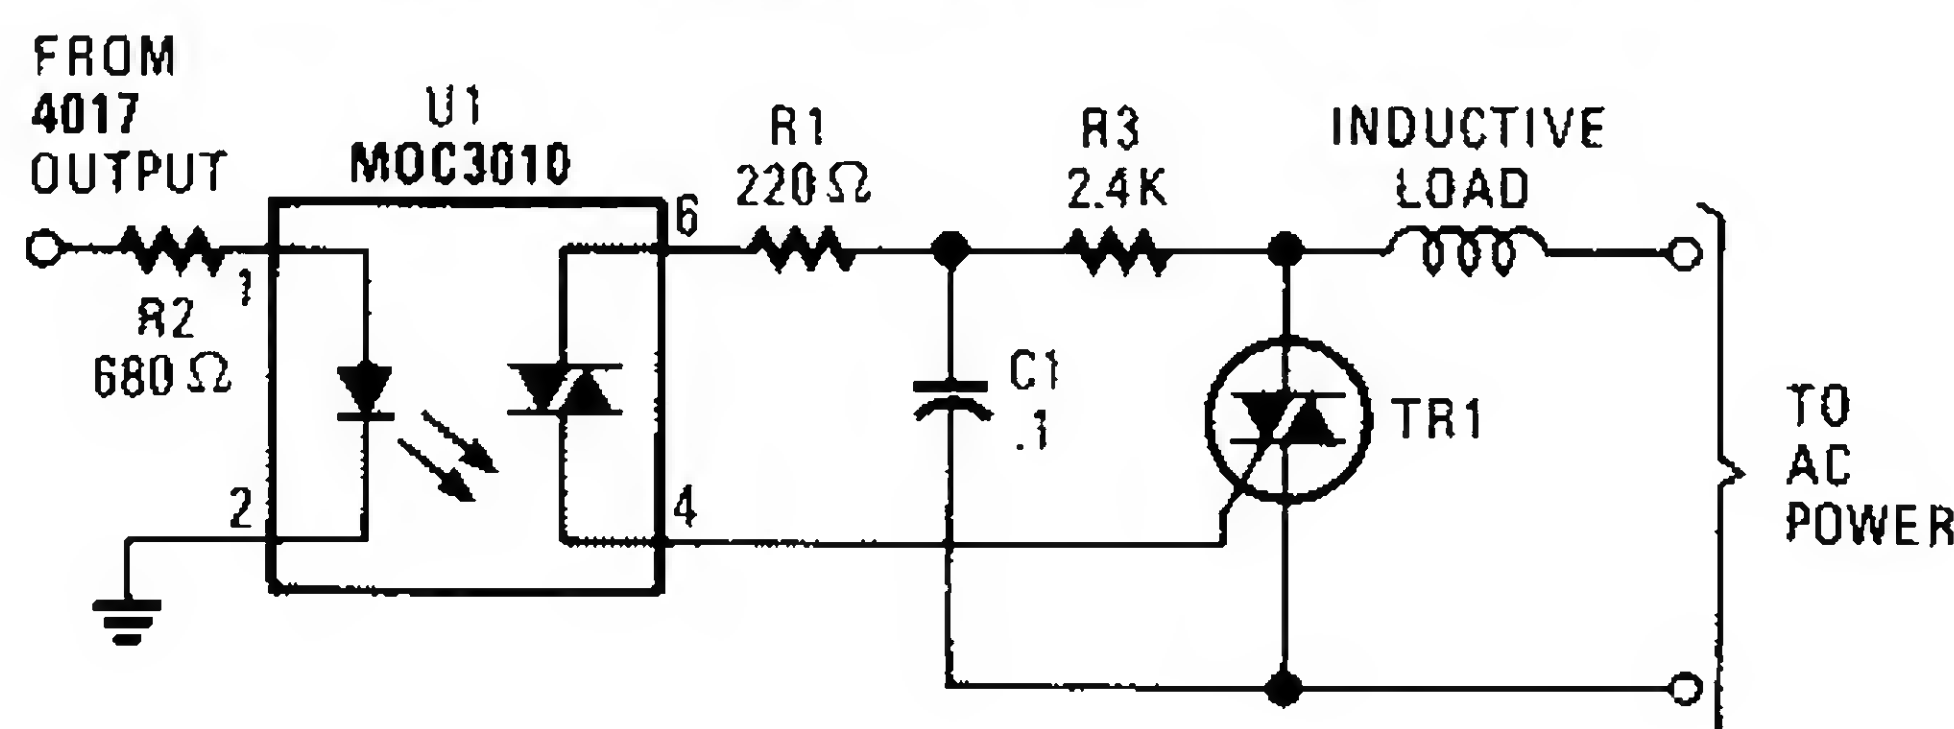 FROM
4017
OUTPUT
U1
MOC3010
R1
220Ω
R3
2.4K
INDUCTIVE
LOAD
6
1
R2
680Ω
C1
.1
TR1
2
4
TO
AC
POWER